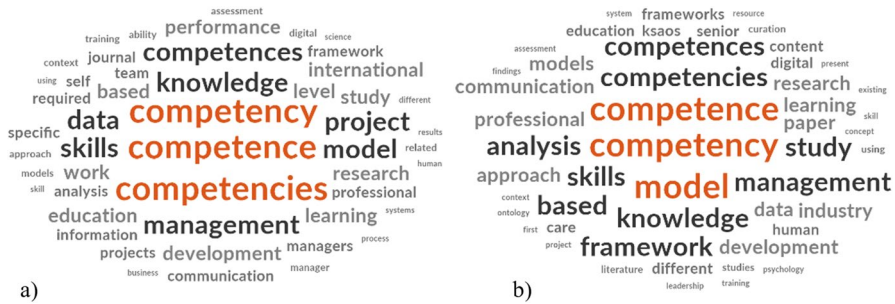 assessment
performance
training ability digital science
context journal competences framework
using self team knowledge international
required based level study different
competency
data project
specific results
skills competence model related
approach human
models work research
skill analysis competencies professional
education learning systems
information management
projects development managers process
business communication manager
a)
system frameworks resource
education ksaos senior curation
competences content
assessment models digital present
findings competencies
communication research existing
competence learning
professional paper skill
concept
analysis competency study using
approach skills
context model management
ontology based data industry
first care knowledge human
project framework development
literature different studies psychology
leadership training
b)